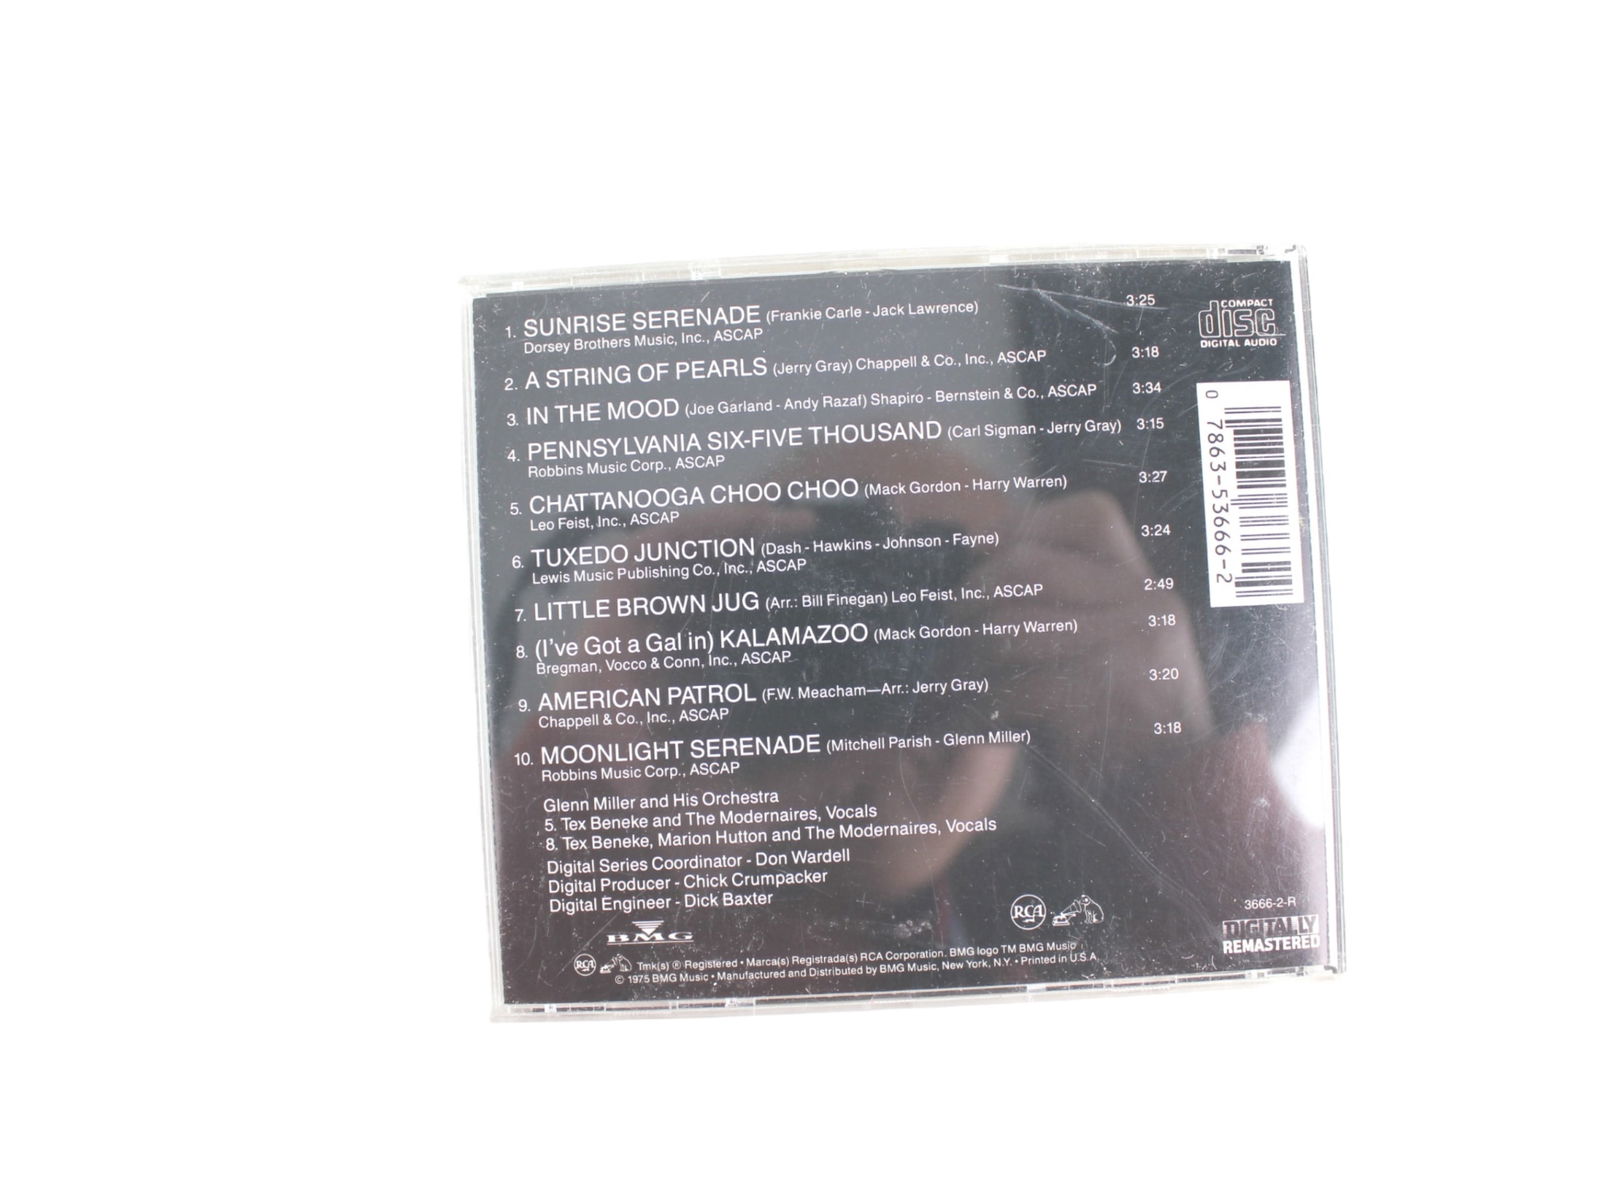 1. SUNRISE SERENADE (Frankie Carle - Jack Lawrence) 3:25
Dorsey Brothers Music, Inc., ASCAP
2. A STRING OF PEARLS (Jerry Gray) Chappell & Co., Inc., ASCAP 3:18
3. IN THE MOOD (Joe Garland - Andy Razaf) Shapiro - Bernstein & Co., ASCAP 3:34
4. PENNSYLVANIA SIX-FIVE THOUSAND (Carl Sigman - Jerry Gray) 3:15
Robbins Music Corp., ASCAP
5. CHATTANOOGA CHOO CHOO (Mack Gordon - Harry Warren) 3:27
Leo Feist, Inc., ASCAP
6. TUXEDO JUNCTION (Dash - Hawkins - Johnson - Fayne) 3:24
Lewis Music Publishing Co., Inc., ASCAP
7. LITTLE BROWN JUG (Arr.: Bill Finegan) Leo Feist, Inc., ASCAP 2:49
8. (I've Got a Gal in) KALAMAZOO (Mack Gordon - Harry Warren) 3:18
Bregman, Vocco & Conn, Inc., ASCAP
9. AMERICAN PATROL (F.W. Meacham—Arr.: Jerry Gray) 3:20
Chappell & Co., Inc., ASCAP
10. MOONLIGHT SERENADE (Mitchell Parish - Glenn Miller) 3:18
Robbins Music Corp., ASCAP
Glenn Miller and His Orchestra
5. Tex Beneke and The Modernaires, Vocals
8. Tex Beneke, Marion Hutton and The Modernaires, Vocals
Digital Series Coordinator - Don Wardell
Digital Producer - Chick Crumpacker
Digital Engineer - Dick Baxter
BMG
RCA
RCA Tmk(s) ® Registered • Marca(s) Registrada(s) RCA Corporation. BMG logo TM BMG Music
© 1975 BMG Music • Manufactured and Distributed by BMG Music, New York, N.Y. • Printed in U.S.A.
COMPACT
disc
DIGITAL AUDIO
0 7863-53666-2
3666-2-R
DIGITALLY
REMASTERED